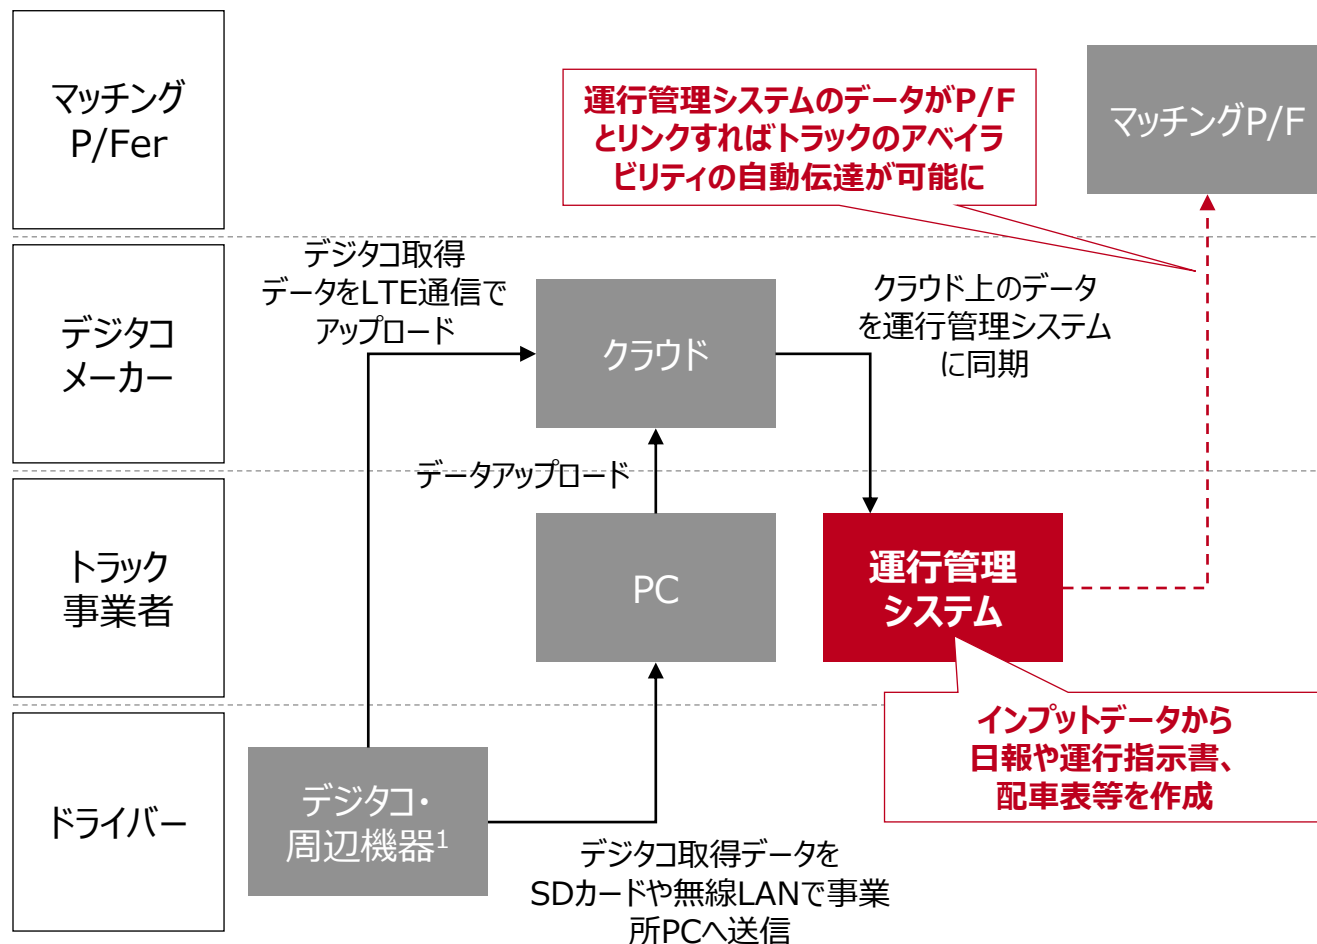 マッチング
P/Fer
運行管理システムのデータがP/F
とリンクすればトラックのアベイラ
ビリティの自動伝達が可能に
マッチングP/F
デジタコ
メーカー
デジタコ取得
データをLTE通信で
アップロード
クラウド
クラウド上のデータ
を運行管理システム
に同期
データアップロード
トラック
事業者
PC
運行管理
システム
インプットデータから
日報や運行指示書、
配車表等を作成
ドライバー
デジタコ・
周辺機器1
デジタコ取得データを
SDカードや無線LANで事業
所PCへ送信